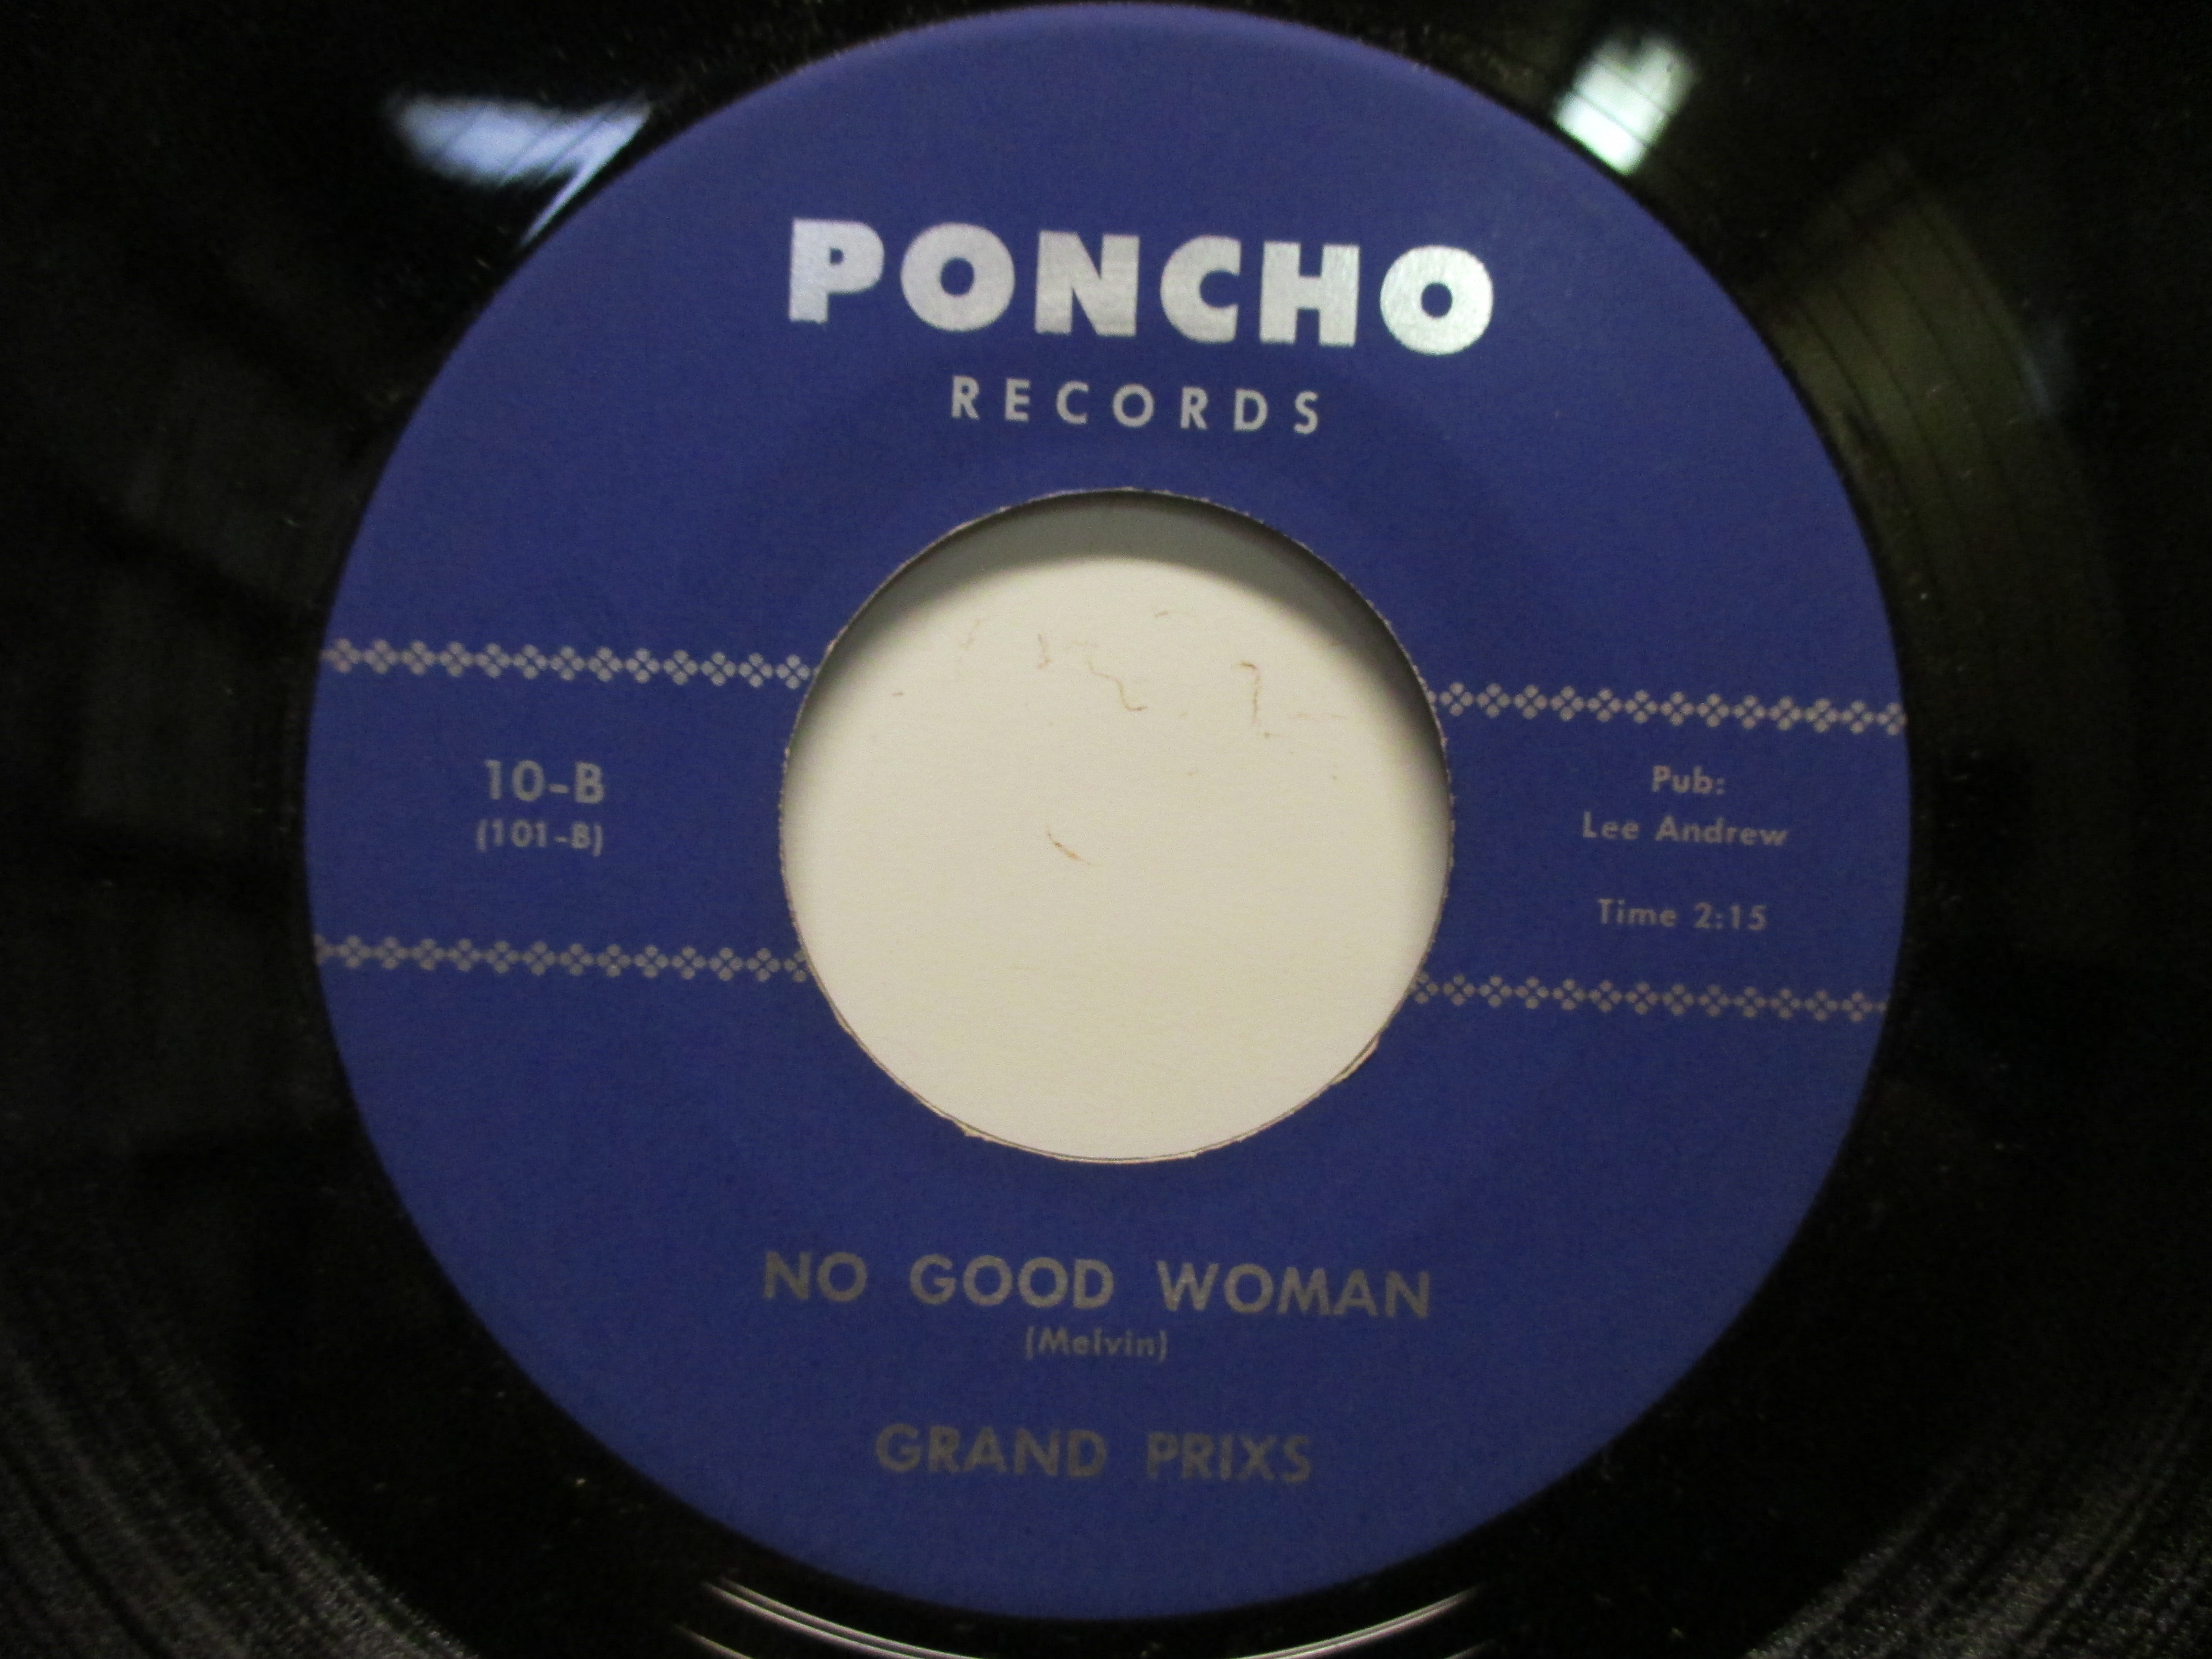 PONCHO
RECORDS
10-B
(101-B)
Pub:
Lee Andrew
Time 2:15
NO GOOD WOMAN
(Melvin)
GRAND PRIXS